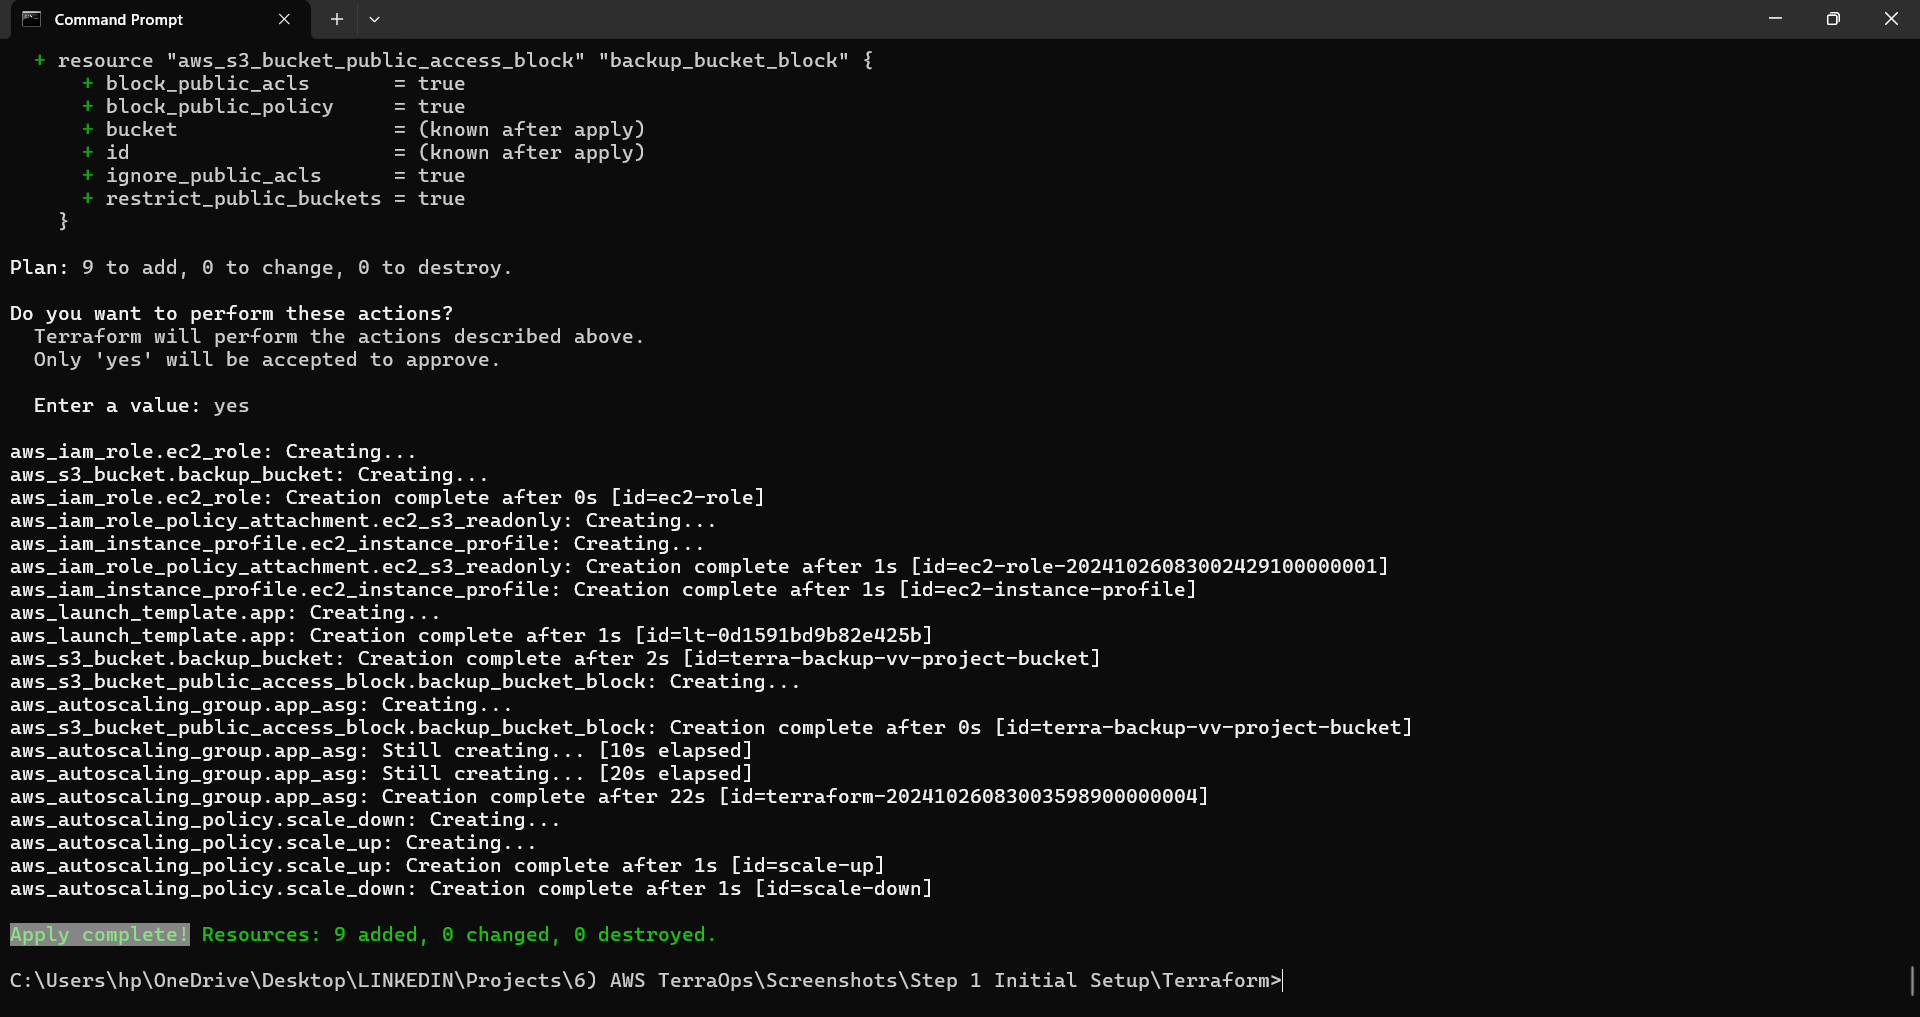 Command Prompt
+ resource "aws_s3_bucket_public_access_block" "backup_bucket_block" {
+ block_public_acls = true
+ block_public_policy = true
+ bucket = (known after apply)
+ id = (known after apply)
+ ignore_public_acls = true
+ restrict_public_buckets = true
}
Plan: 9 to add, 0 to change, 0 to destroy.
Do you want to perform these actions?
Terraform will perform the actions described above.
Only 'yes' will be accepted to approve.
Enter a value: yes
aws_iam_role.ec2_role: Creating...
aws_s3_bucket.backup_bucket: Creating...
aws_iam_role.ec2_role: Creation complete after 0s [id=ec2-role]
aws_iam_role_policy_attachment.ec2_s3_readonly: Creating...
aws_iam_instance_profile.ec2_instance_profile: Creating...
aws_iam_role_policy_attachment.ec2_s3_readonly: Creation complete after 1s [id=ec2-role-20241026083002429100000001]
aws_iam_instance_profile.ec2_instance_profile: Creation complete after 1s [id=ec2-instance-profile]
aws_launch_template.app: Creating...
aws_launch_template.app: Creation complete after 1s [id=lt-0d1591bd9b82e425b]
aws_s3_bucket.backup_bucket: Creation complete after 2s [id=terra-backup-vv-project-bucket]
aws_s3_bucket_public_access_block.backup_bucket_block: Creating...
aws_autoscaling_group.app_asg: Creating...
aws_s3_bucket_public_access_block.backup_bucket_block: Creation complete after 0s [id=terra-backup-vv-project-bucket]
aws_autoscaling_group.app_asg: Still creating... [10s elapsed]
aws_autoscaling_group.app_asg: Still creating... [20s elapsed]
aws_autoscaling_group.app_asg: Creation complete after 22s [id=terraform-20241026083003598900000004]
aws_autoscaling_policy.scale_down: Creating...
aws_autoscaling_policy.scale_up: Creating...
aws_autoscaling_policy.scale_up: Creation complete after 1s [id=scale-up]
aws_autoscaling_policy.scale_down: Creation complete after 1s [id=scale-down]
Apply complete! Resources: 9 added, 0 changed, 0 destroyed.
C:\Users\hp\OneDrive\Desktop\LINKEDIN\Projects\6) AWS TerraOps\Screenshots\Step 1 Initial Setup\Terraform>